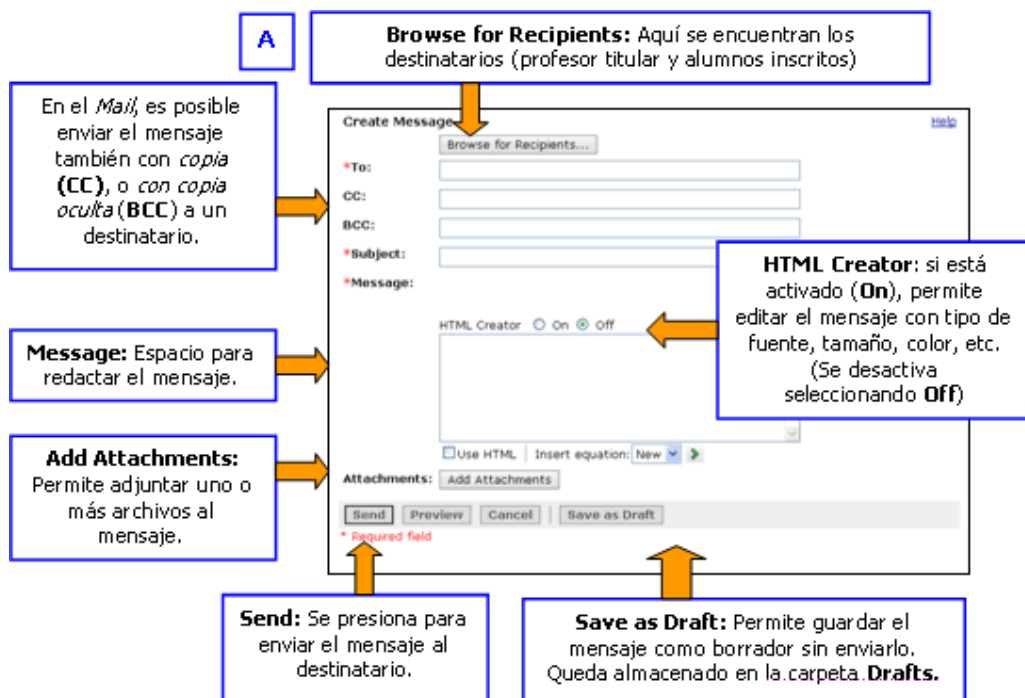 A
Browse for Recipients: Aquí se encuentran los
destinatarios (profesor titular y alumnos inscritos)
En el Mail, es posible
enviar el mensaje
también con copia
(CC), o con copia
oculta (BCC) a un
destinatario.
Create Message
Help
Browse for Recipients...
*To:
CC:
BCC:
*Subject:
*Message:
HTML Creator: si está
activado (On), permite
editar el mensaje con tipo de
fuente, tamaño, color, etc.
(Se desactiva
seleccionando Off)
HTML Creator On Off
Message: Espacio para
redactar el mensaje.
Use HTML Insert equation: New
Add Attachments:
Permite adjuntar uno o
más archivos al
mensaje.
Attachments: Add Attachments
Send Preview Cancel Save as Draft
* Required field
Send: Se presiona para
enviar el mensaje al
destinatario.
Save as Draft: Permite guardar el
mensaje como borrador sin enviarlo.
Queda almacenado en la carpeta Drafts.